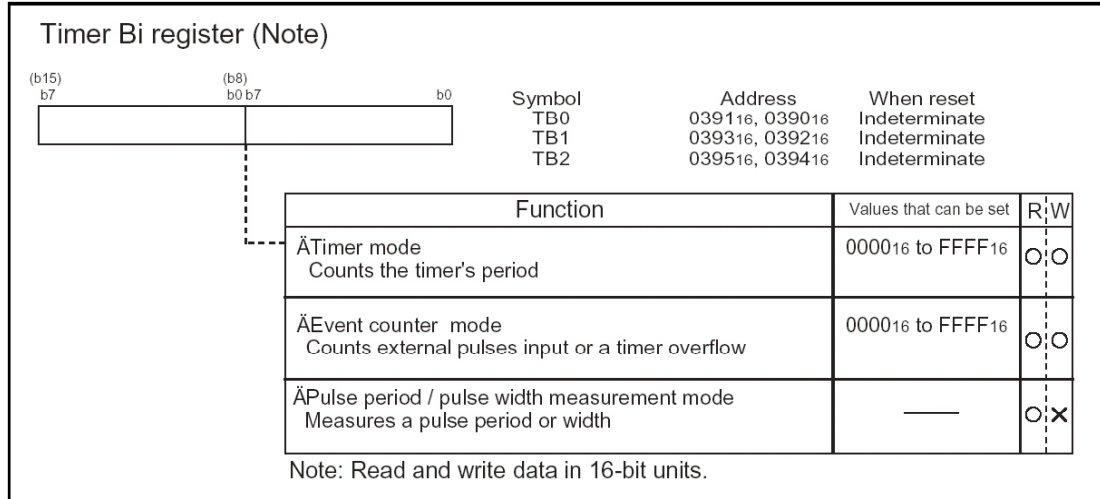 Timer Bi register (Note)
(b15) (b8)
b7 b0 b7 b0
Symbol Address When reset
TB0 039116, 039016 Indeterminate
TB1 039316, 039216 Indeterminate
TB2 039516, 039416 Indeterminate
Function Values that can be set R W
ÄTimer mode 000016 to FFFF16
Counts the timer's period
ÄEvent counter mode 000016 to FFFF16
Counts external pulses input or a timer overflow
ÄPulse period / pulse width measurement mode
Measures a pulse period or width
Note: Read and write data in 16-bit units.